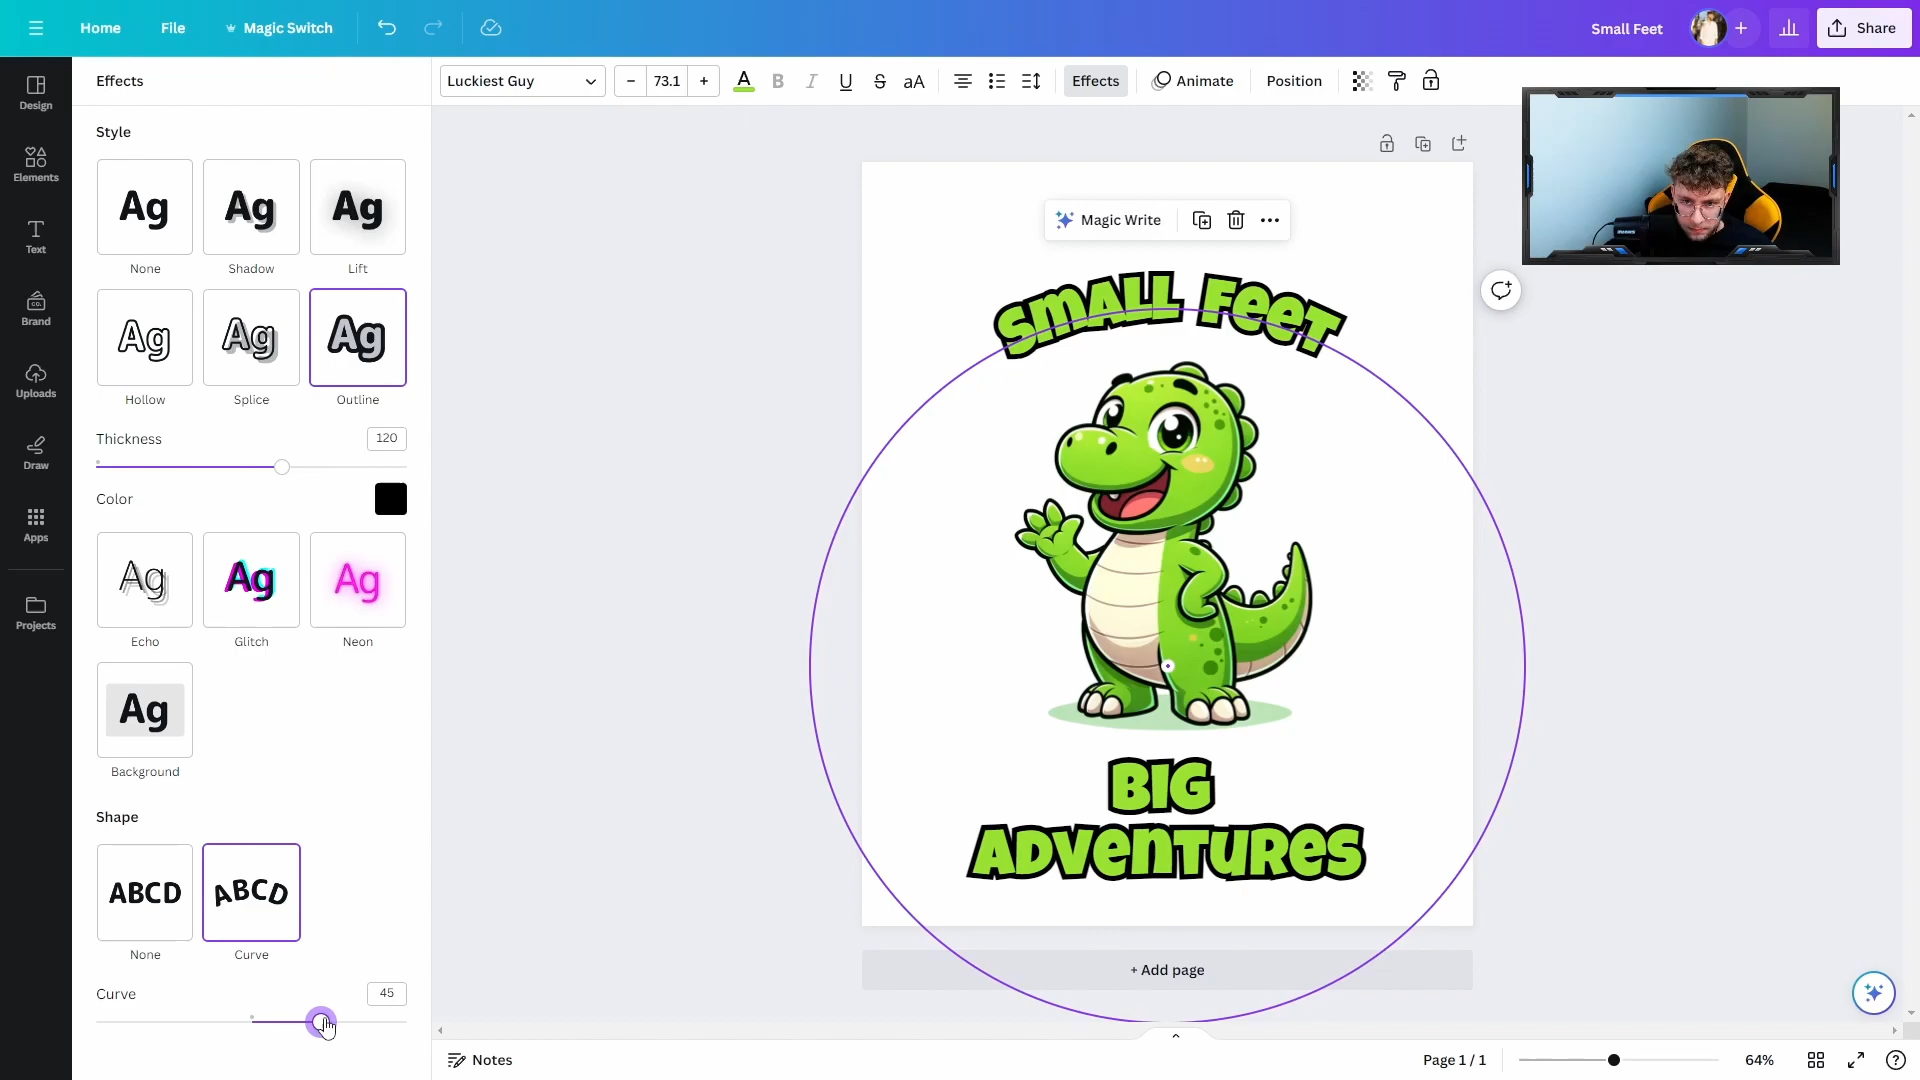 Home
File
Magic Switch
Small Feet
Share
Effects
Luckiest Guy
73.1
A
B
I
U
S
aA
Effects
Animate
Position
Design
Elements
Text
Brand
Uploads
Draw
Apps
Projects
Style
Ag
Ag
Ag
None
Shadow
Lift
Ag
Ag
Ag
Hollow
Splice
Outline
Thickness
120
Color
Ag
Ag
Ag
Echo
Glitch
Neon
Ag
Background
Shape
ABCD
ABCD
None
Curve
Curve
45
Magic Write
SMALL FeeT
BIG
ADVenTURes
+ Add page
Notes
Page 1 / 1
64%